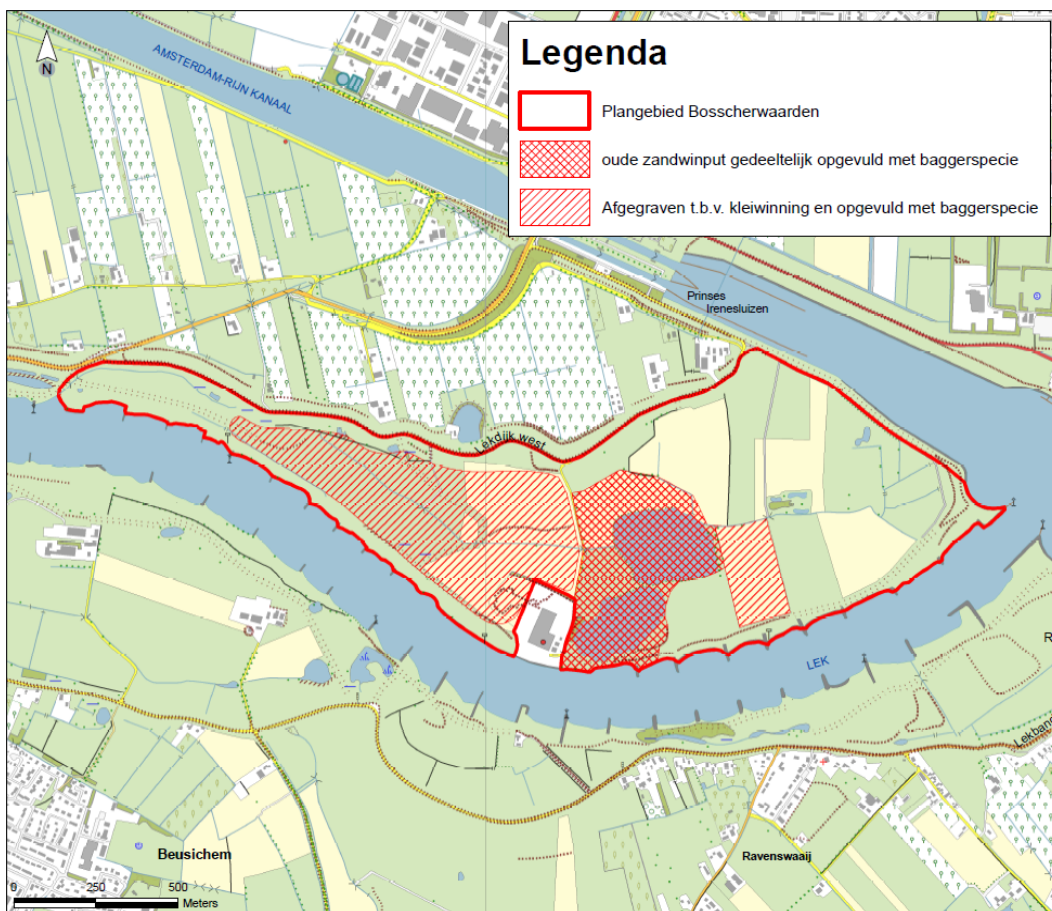 Legenda
Plangebied Bosscherwaarden
oude zandwinput gedeeltelijk opgevuld met baggerspecie
Afgegraven t.b.v. kleiwinning en opgevuld met baggerspecie
N
AMSTERDAM-RIJN KANAAL
Prinses
Irenesluizen
Lekdijk west
LEK
R
Lekband
Beusichem
Ravenswaaij
0 250 500
Meters